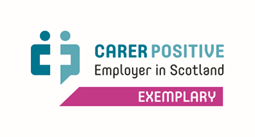 CARER POSITIVE
Employer in Scotland
EXEMPLARY